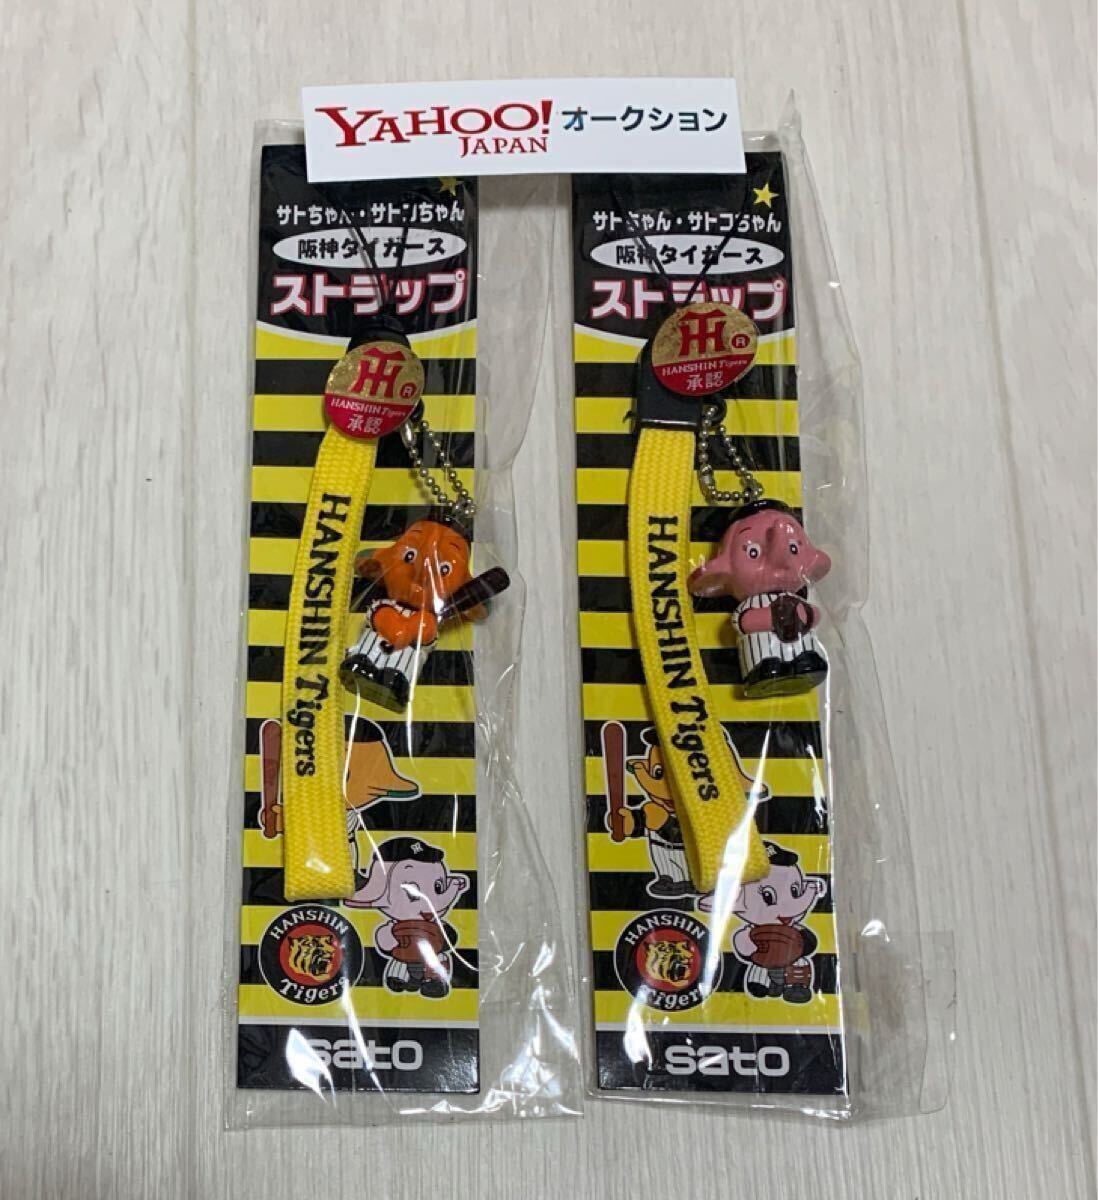 YAHOO! オークション
JAPAN
サトちゃん・サトコちゃん
阪神タイガース
ストラップ
HANSHIN Tigers
承認
HANSHIN Tigers
HANSHIN
Tigers
sato
サトちゃん・サトコちゃん
阪神タイガース
ストラップ
HANSHIN Tigers
承認
HANSHIN Tigers
HANSHIN
Tigers
sato